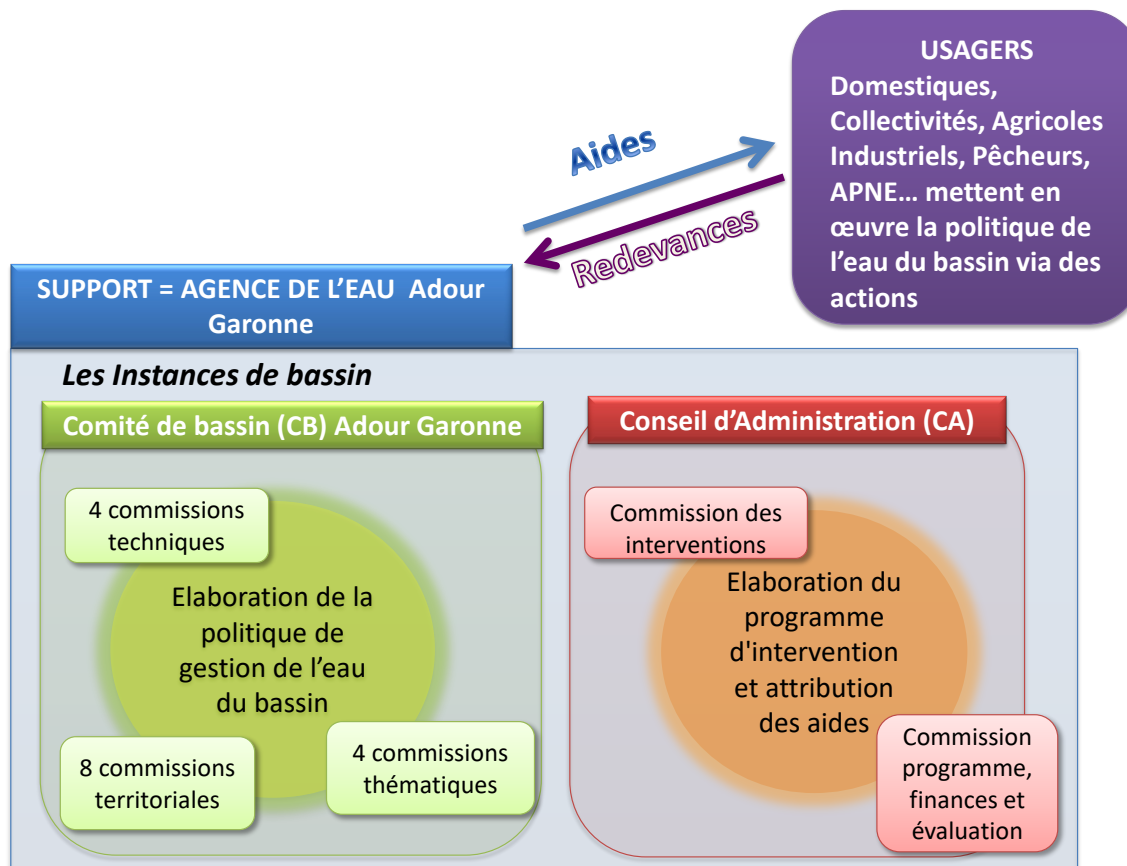 USAGERS
Domestiques,
Collectivités, Agricoles
Industriels, Pêcheurs,
APNE… mettent en
œuvre la politique de
l’eau du bassin via des
actions
Aides
Redevances
SUPPORT = AGENCE DE L’EAU Adour
Garonne
Les Instances de bassin
Comité de bassin (CB) Adour Garonne
4 commissions
techniques
Elaboration de la
politique de
gestion de l’eau
du bassin
8 commissions
territoriales
4 commissions
thématiques
Conseil d’Administration (CA)
Commission des
interventions
Elaboration du
programme
d'intervention
et attribution
des aides
Commission
programme,
finances et
évaluation